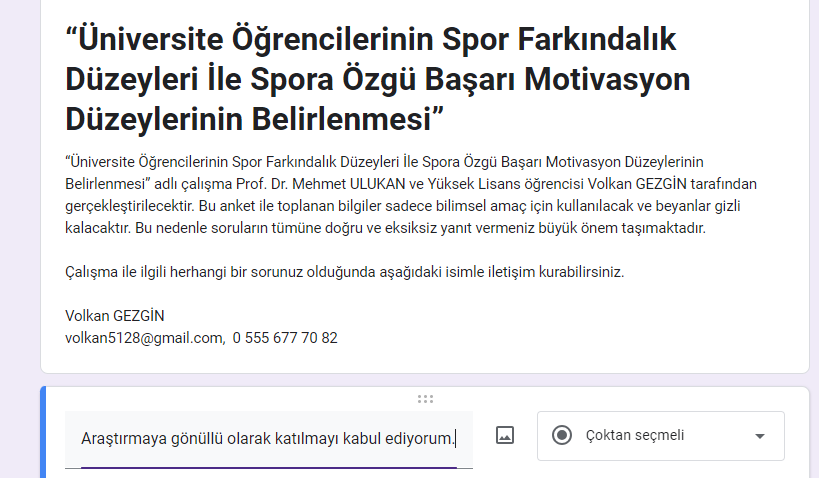 “Üniversite Öğrencilerinin Spor Farkındalık
Düzeyleri İle Spora Özgü Başarı Motivasyon
Düzeylerinin Belirlenmesi”
“Üniversite Öğrencilerinin Spor Farkındalık Düzeyleri İle Spora Özgü Başarı Motivasyon Düzeylerinin
Belirlenmesi” adlı çalışma Prof. Dr. Mehmet ULUKAN ve Yüksek Lisans öğrencisi Volkan GEZGİN tarafından
gerçekleştirilecektir. Bu anket ile toplanan bilgiler sadece bilimsel amaç için kullanılacak ve beyanlar gizli
kalacaktır. Bu nedenle soruların tümüne doğru ve eksiksiz yanıt vermeniz büyük önem taşımaktadır.
Çalışma ile ilgili herhangi bir sorunuz olduğunda aşağıdaki isimle iletişim kurabilirsiniz.
Volkan GEZGİN
volkan5128@gmail.com, 0 555 677 70 82
Araştırmaya gönüllü olarak katılmayı kabul ediyorum.
Çoktan seçmeli